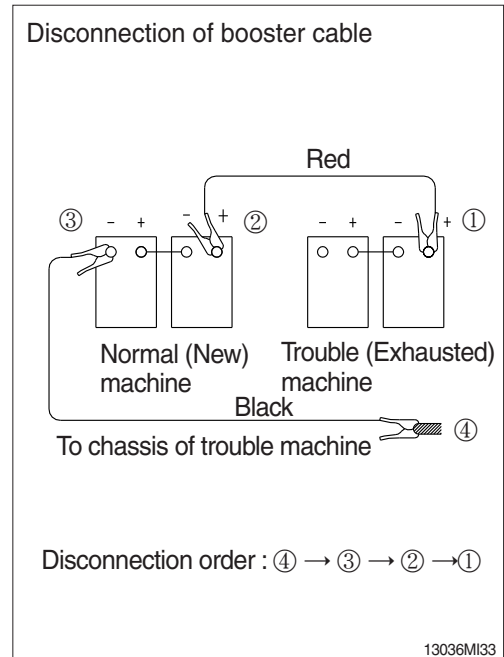 Disconnection of booster cable
Red
③ - + - + ② - + - + ①
Normal (New)
machine
Trouble (Exhausted)
machine
Black
To chassis of trouble machine ④
Disconnection order : ④ → ③ → ② →①
13036MI33